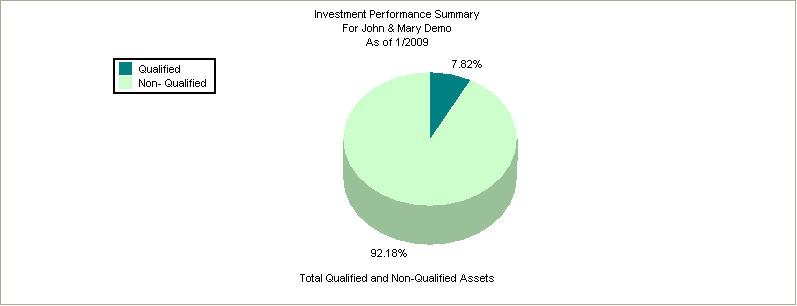 Investment Performance Summary
For John & Mary Demo
As of 1/2009
Qualified
Non- Qualified
7.82%
92.18%
Total Qualified and Non-Qualified Assets